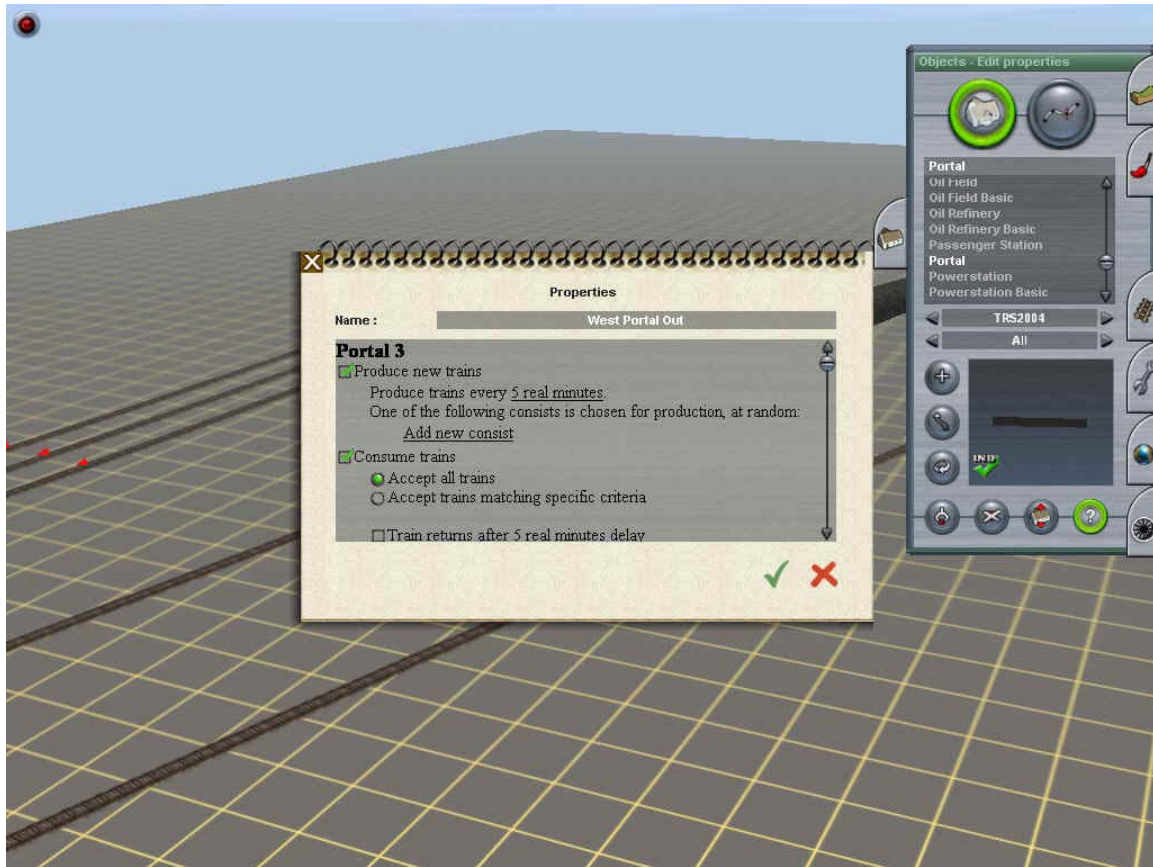 Objects - Edit properties
Portal
Oil Field
Oil Field Basic
Oil Refinery
Oil Refinery Basic
Passenger Station
Portal
Powerstation
Powerstation Basic
TRS2004
All
IND
?
Properties
Name :
West Portal Out
Portal 3
Produce new trains
Produce trains every 5 real minutes.
One of the following consists is chosen for production, at random:
Add new consist
Consume trains
Accept all trains
Accept trains matching specific criteria
Train returns after 5 real minutes delay